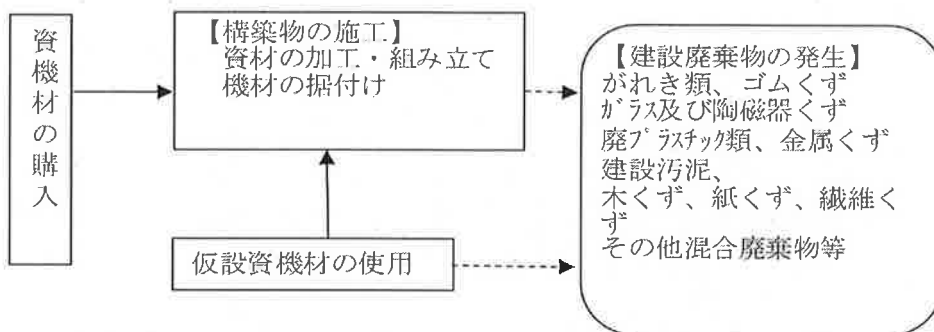 資機材の購入
【構築物の施工】
資材の加工・組み立て
機材の据付け
仮設資機材の使用
【建設廃棄物の発生】
がれき類、ゴムくず
ｶﾞﾗｽ及び陶磁器くず
廃ﾌﾟﾗｽﾁｯｸ類、金属くず
建設汚泥、
木くず、紙くず、繊維く
ず
その他混合廃棄物等